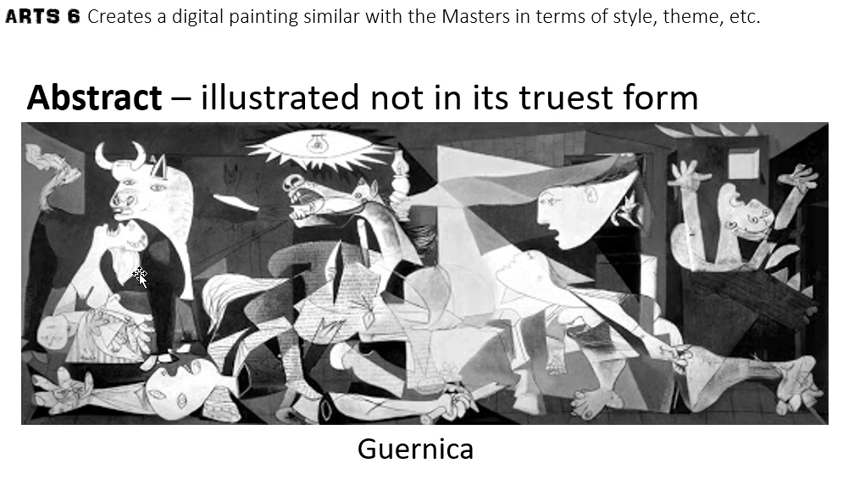 ARTS 6 Creates a digital painting similar with the Masters in terms of style, theme, etc.
Abstract – illustrated not in its truest form
Guernica